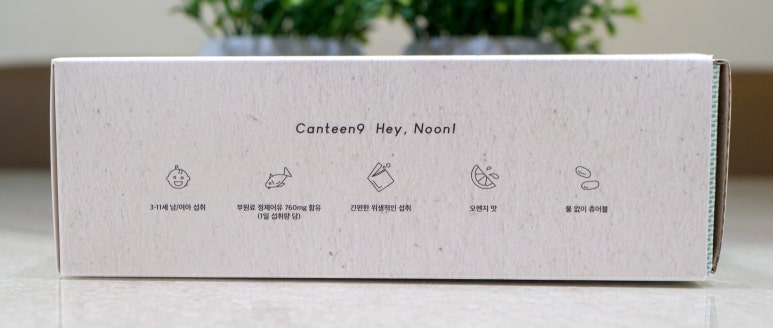 Canteen9 Hey, Noon!
3-11세 남/여아 섭취
부원료 정제어유 760mg 함유
(1일 섭취량 당)
간편한 위생적인 섭취
오렌지 맛
물 없이 츄어블